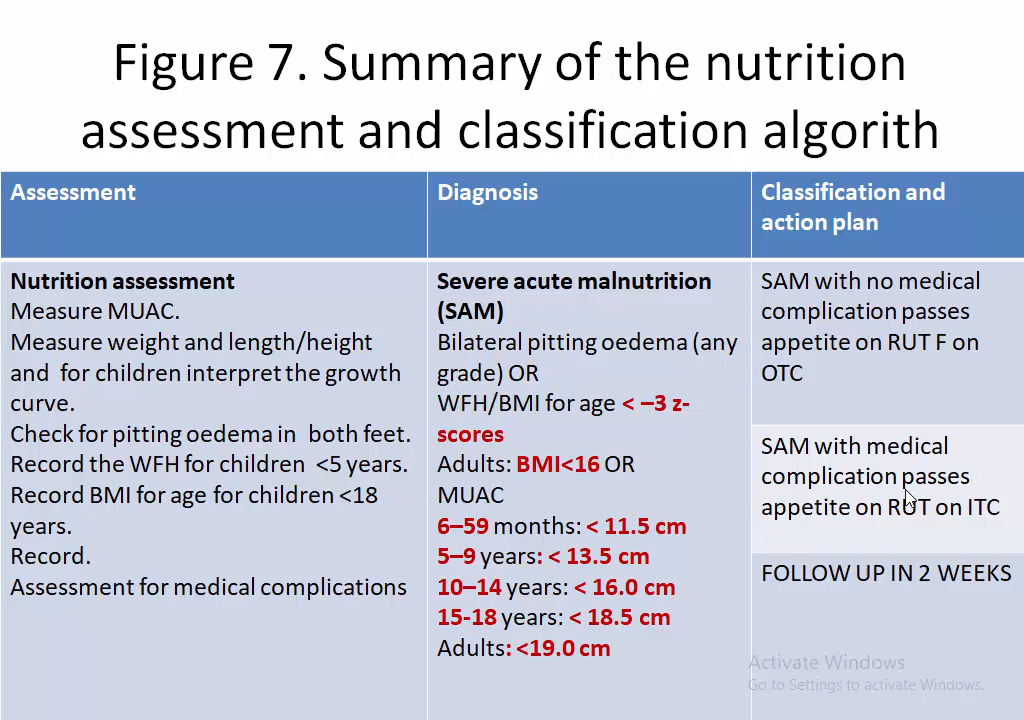 Figure 7. Summary of the nutrition
assessment and classification algorith
Assessment
Diagnosis
Classification and
action plan
Nutrition assessment
Measure MUAC.
Measure weight and length/height
and  for children interpret the growth
curve.
Check for pitting oedema in  both feet.
Record the WFH for children  <5 years.
Record BMI for age for children <18
years.
Record.
Assessment for medical complications
Severe acute malnutrition
(SAM)
Bilateral pitting oedema (any
grade) OR
WFH/BMI for age < –3 z-
scores
Adults: BMI<16 OR
MUAC
6–59 months: < 11.5 cm
5–9 years: < 13.5 cm
10–14 years: < 16.0 cm
15-18 years: < 18.5 cm
Adults: <19.0 cm
SAM with no medical
complication passes
appetite on RUT F on
OTC
SAM with medical
complication passes
appetite on RUT on ITC
FOLLOW UP IN 2 WEEKS
Activate Windows
Go to Settings to activate Windows.